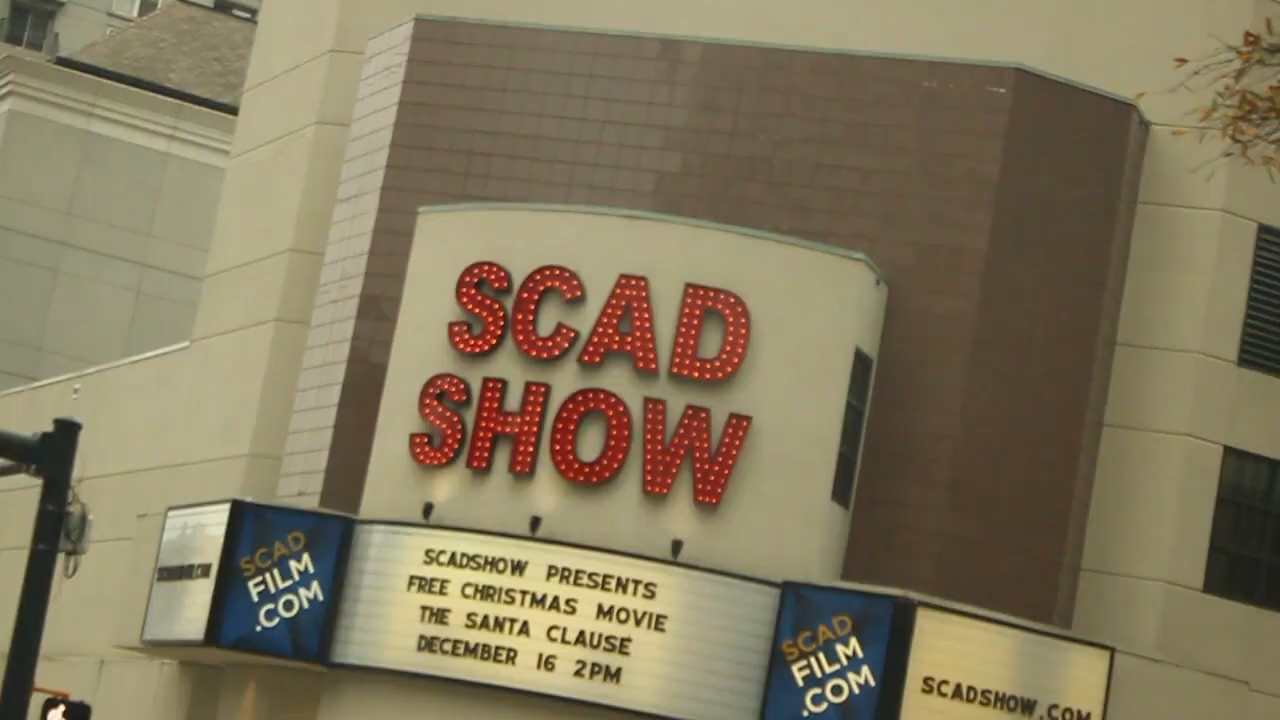 SCAD
SHOW
SCAD
FILM
.COM
SCADSHOW PRESENTS
FREE CHRISTMAS MOVIE
THE SANTA CLAUSE
DECEMBER 16 2PM
SCAD
FILM
.COM
SCADSHOW.COM